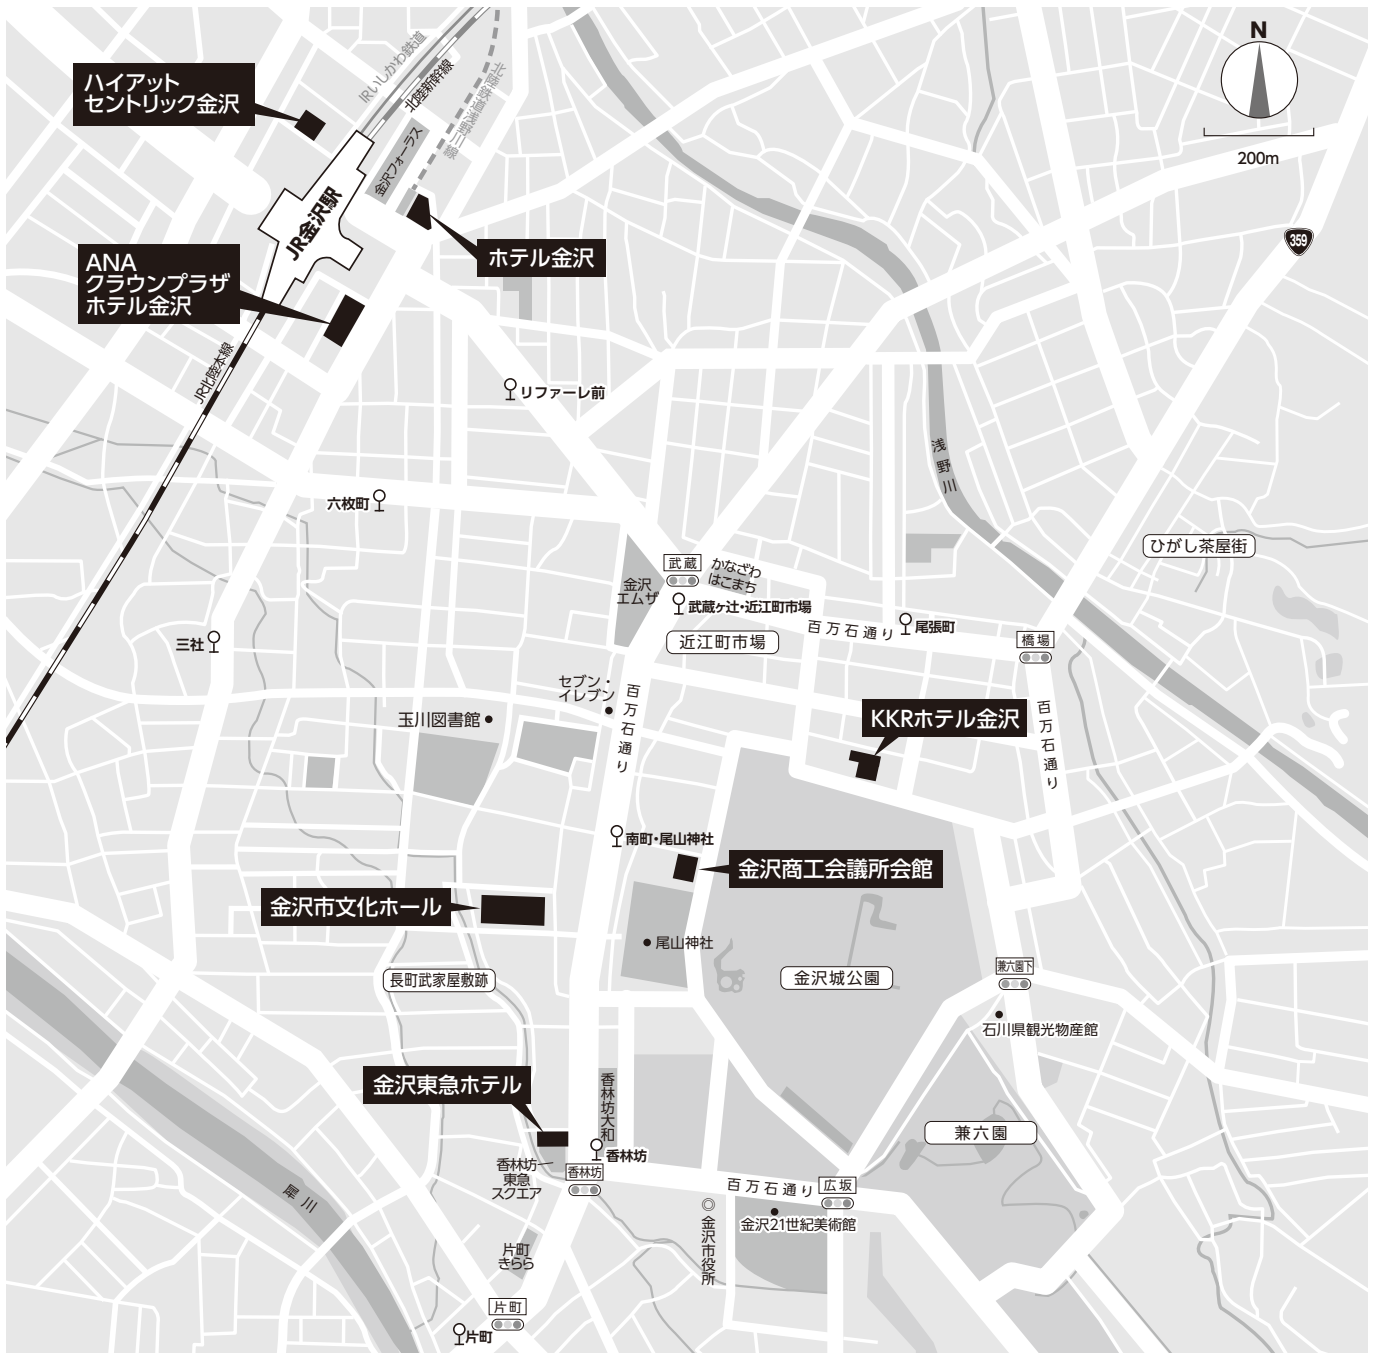 N
200m
359
ハイアット
セントリック金沢
IRいしかわ鉄道
北陸新幹線
北陸鉄道浅野川線
金沢フォーラス
JR金沢駅
ホテル金沢
ANA
クラウンプラザ
ホテル金沢
JR北陸本線
リファーレ前
六枚町
浅野川
ひがし茶屋街
武蔵
かなざわ
はこまち
金沢
エムザ
武蔵ヶ辻・近江町市場
近江町市場
百万石通り
尾張町
橋場
三社
セブン・
イレブン
百万石通り
玉川図書館
KKRホテル金沢
百万石通り
南町・尾山神社
金沢商工会議所会館
金沢市文化ホール
尾山神社
長町武家屋敷跡
金沢城公園
兼六園下
石川県観光物産館
金沢東急ホテル
香林坊大和
兼六園
香林坊
香林坊
東急
スクエア
香林坊
百万石通り
広坂
犀川
金沢21世紀美術館
金沢市役所
片町
きらら
片町
片町